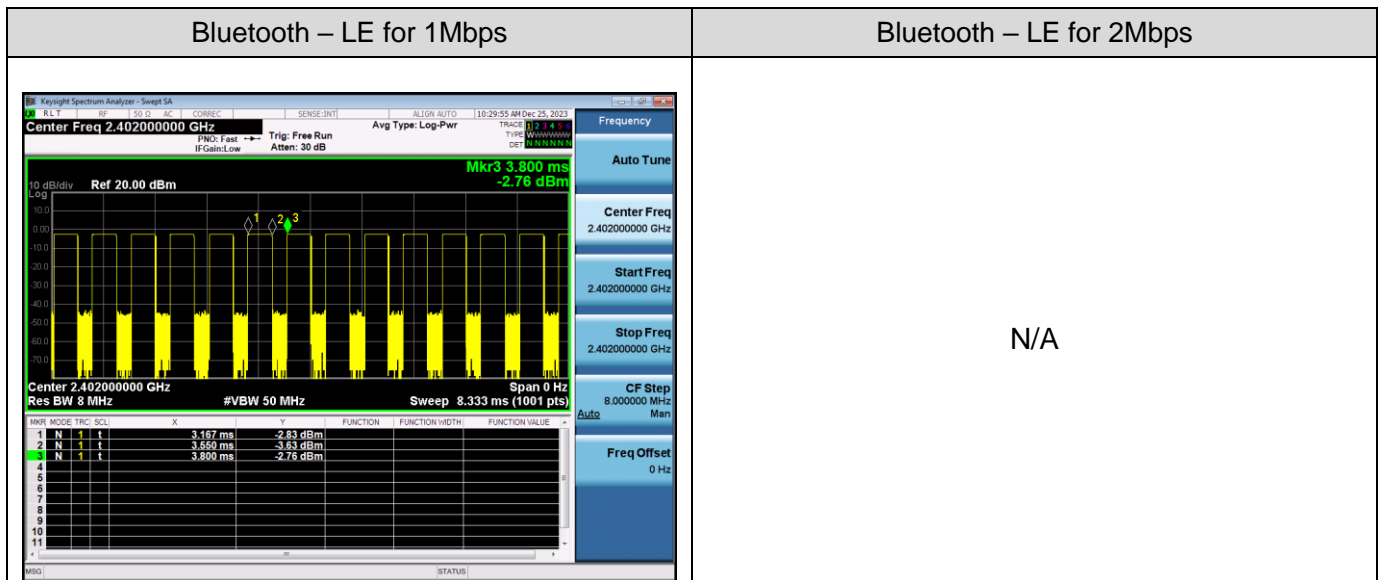 Bluetooth – LE for 1Mbps
Bluetooth – LE for 2Mbps
Keysight Spectrum Analyzer - Swept SA
RLT RF 50 Ω AC CORREC SENSE:INT ALIGN AUTO 10:29:55 AM Dec 25, 2023
Center Freq 2.402000000 GHz
PNO: Fast
IFGain:Low
Trig: Free Run
Atten: 30 dB
Avg Type: Log-Pwr
TRACE 1 2 3 4 5 6
TYPE WWWWWW
DET N N N N N N
Mkr3 3.800 ms
-2.76 dBm
10 dB/div Ref 20.00 dBm
Log
10.0
0.00
-10.0
-20.0
-30.0
-40.0
-50.0
-60.0
-70.0
1 2 3
Center 2.402000000 GHz Span 0 Hz
Res BW 8 MHz #VBW 50 MHz Sweep 8.333 ms (1001 pts)
MKR MODE TRC SCL X Y FUNCTION FUNCTION WIDTH FUNCTION VALUE
1 N 1 t 3.167 ms -2.83 dBm
2 N 1 t 3.550 ms -3.63 dBm
3 N 1 t 3.800 ms -2.76 dBm
4
5
6
7
8
9
10
11
MSG STATUS
Frequency
Auto Tune
Center Freq
2.402000000 GHz
Start Freq
2.402000000 GHz
Stop Freq
2.402000000 GHz
CF Step
8.000000 MHz
Auto Man
Freq Offset
0 Hz
N/A